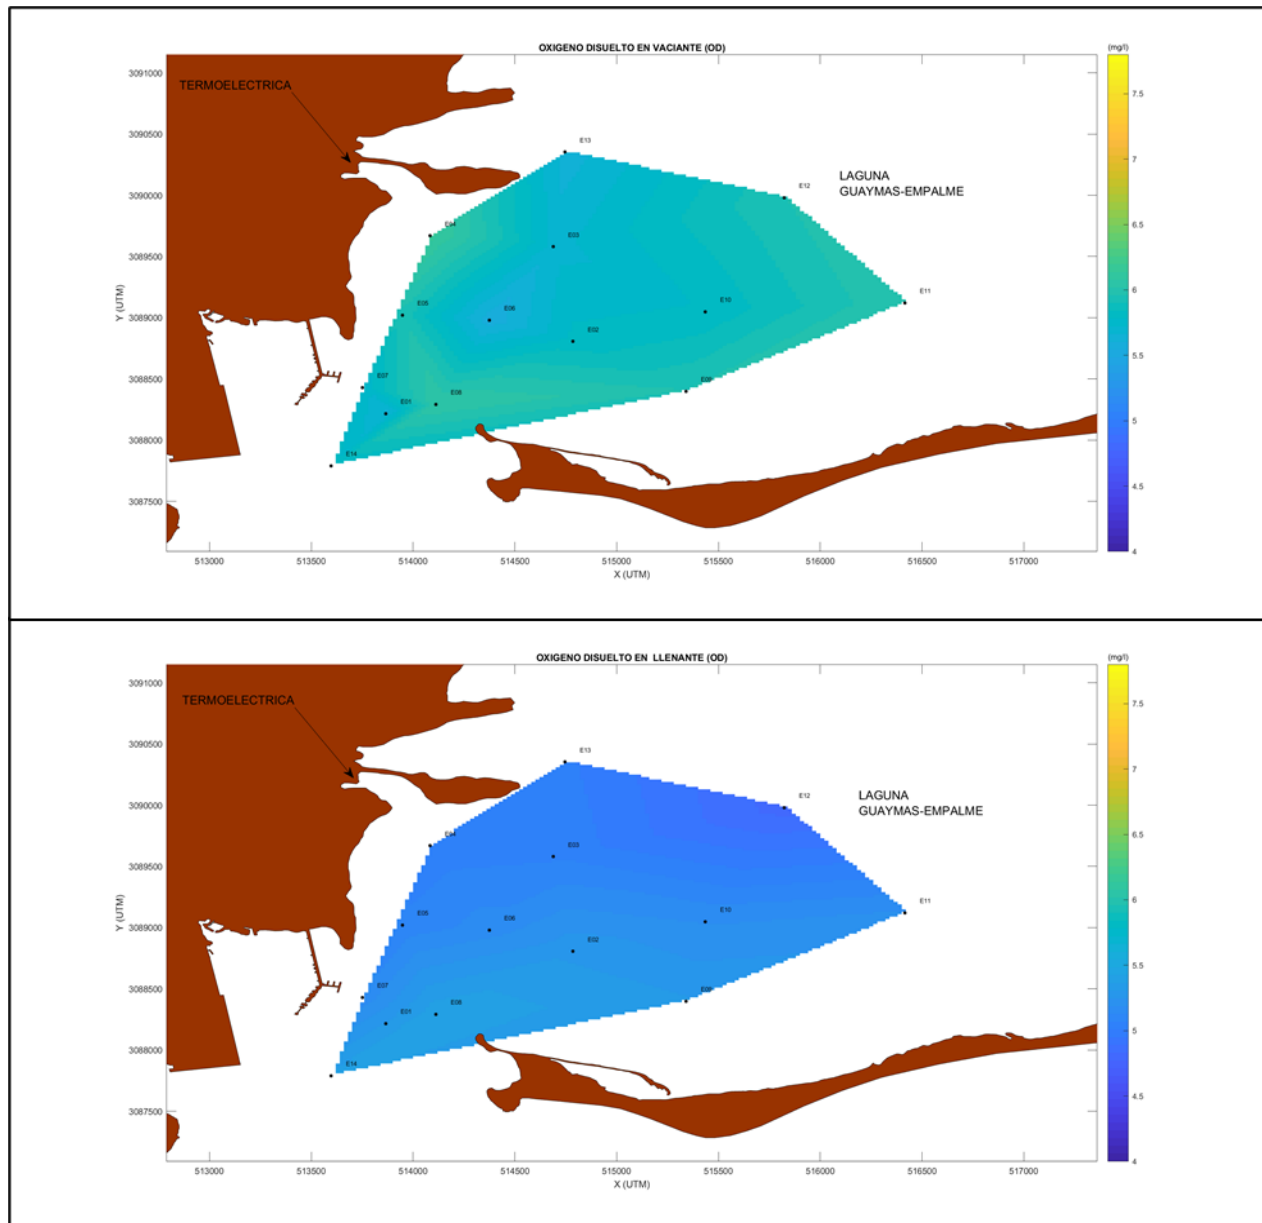 OXIGENO DISUELTO EN VACIANTE (OD)
(mg/l)
TERMOELECTRICA
LAGUNA
GUAYMAS-EMPALME
E13
E12
E04
E03
E11
E05
E06
E10
E02
E07
E09
E01
E08
E14
3091000
3090500
3090000
3089500
3089000
3088500
3088000
3087500
Y (UTM)
513000 513500 514000 514500 515000 515500 516000 516500 517000
X (UTM)
7.5
7
6.5
6
5.5
5
4.5
4
OXIGENO DISUELTO EN LLENANTE (OD)
(mg/l)
TERMOELECTRICA
LAGUNA
GUAYMAS-EMPALME
E13
E12
E04
E03
E11
E05
E06
E10
E02
E07
E09
E01
E08
E14
3091000
3090500
3090000
3089500
3089000
3088500
3088000
3087500
Y (UTM)
513000 513500 514000 514500 515000 515500 516000 516500 517000
X (UTM)
7.5
7
6.5
6
5.5
5
4.5
4